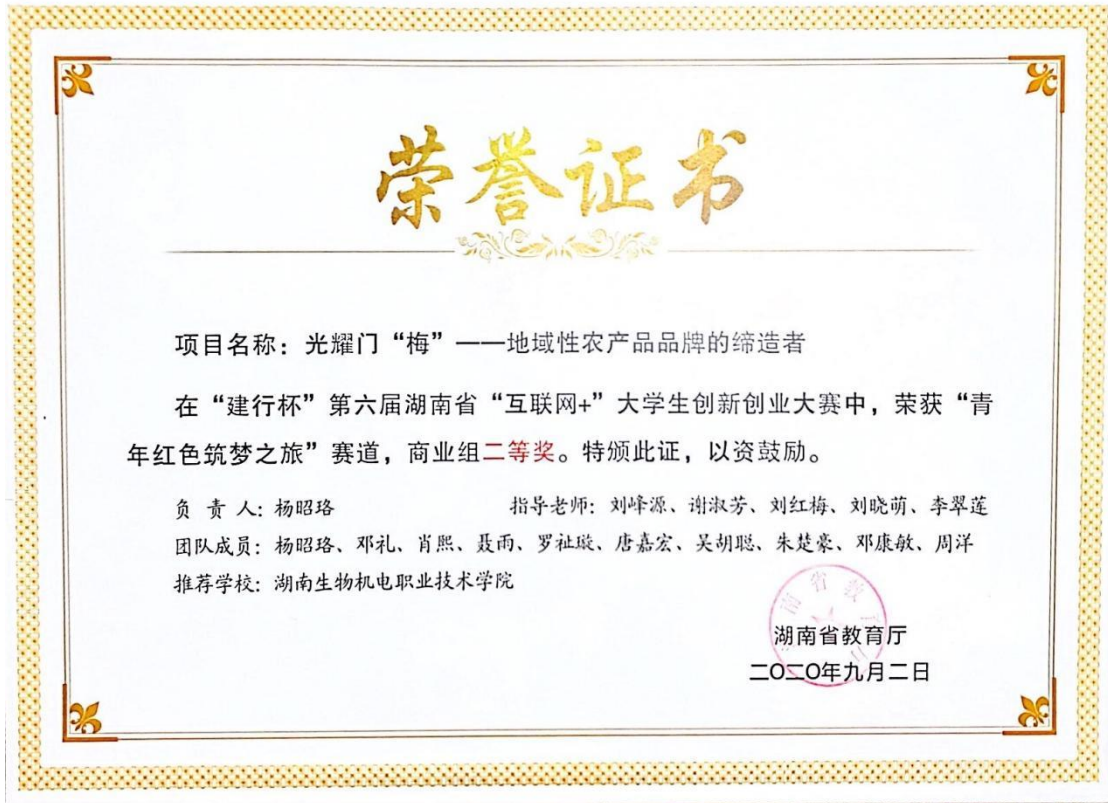 荣誉证书
项目名称：光耀门“梅”——地域性农产品品牌的缔造者
在“建行杯”第六届湖南省“互联网+”大学生创新创业大赛中，荣获“青
年红色筑梦之旅”赛道，商业组二等奖。特颁此证，以资鼓励。
负 责 人：杨昭珞 指导老师：刘峰源、谢淑芳、刘红梅、刘晓萌、李翠莲
团队成员：杨昭珞、邓礼、肖熙、聂雨、罗祉璇、唐嘉宏、吴胡聪、朱楚豪、邓康敏、周洋
推荐学校：湖南生物机电职业技术学院
湖南省教育厅
湖南省教育厅
二〇二〇年九月二日